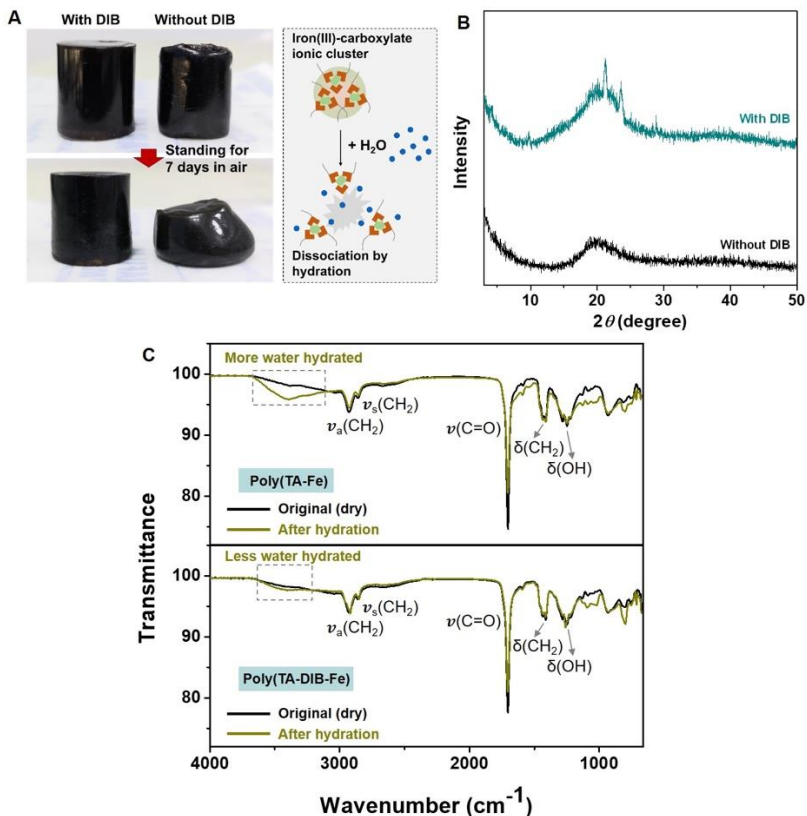 A
With DIB Without DIB
Standing for
7 days in air
Iron(III)-carboxylate
ionic cluster
+ H₂O
Dissociation by
hydration
B
Intensity
With DIB
Without DIB
10 20 30 40 50
2θ (degree)
C
More water hydrated
100
95
90
85
80
νₐ(CH₂)
νₛ(CH₂)
ν(C=O)
δ(CH₂)
δ(OH)
Poly(TA-Fe)
Original (dry)
After hydration
Less water hydrated
100
95
90
85
80
νₐ(CH₂)
νₛ(CH₂)
ν(C=O)
δ(CH₂)
δ(OH)
Poly(TA-DIB-Fe)
Original (dry)
After hydration
Transmittance
4000 3000 2000 1000
Wavenumber (cm⁻¹)